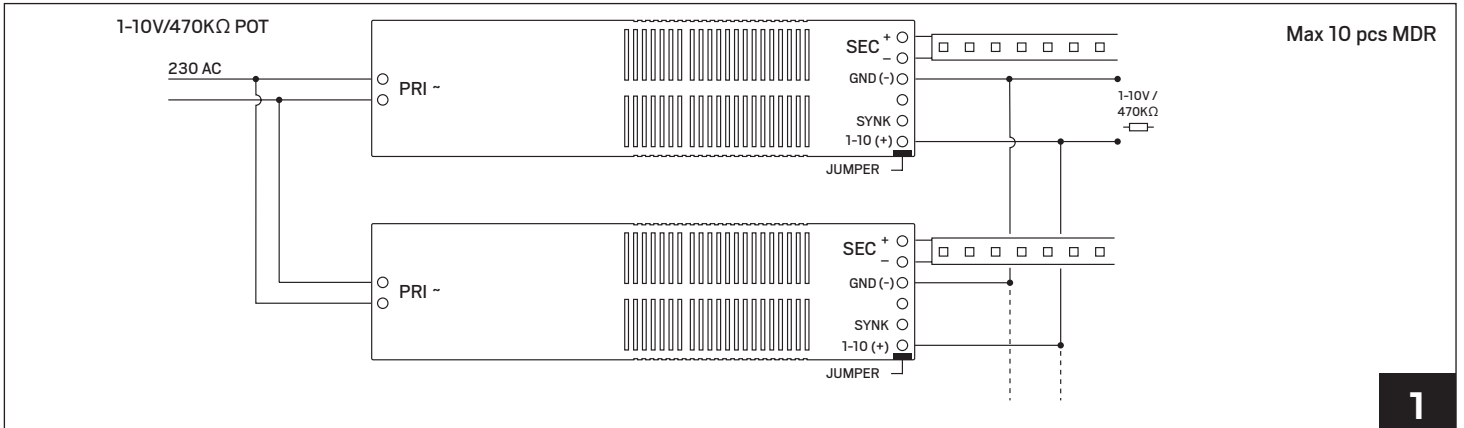 1-10V/470KΩ POT
Max 10 pcs MDR
230 AC
PRI ~
SEC + −
GND (-)
SYNK
1-10 (+)
JUMPER
1-10V /
470KΩ
PRI ~
SEC + −
GND (-)
SYNK
1-10 (+)
JUMPER
1